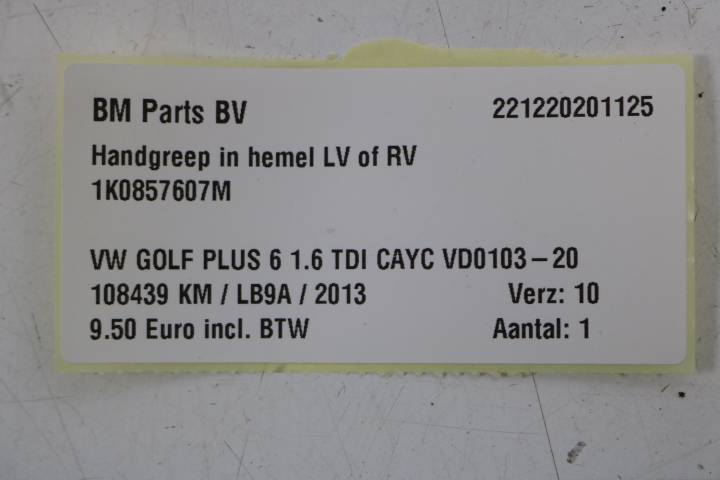 BM Parts BV 221220201125
Handgreep in hemel LV of RV
1K0857607M
VW GOLF PLUS 6 1.6 TDI CAYC VD0103-20
108439 KM / LB9A / 2013 Verz: 10
9.50 Euro incl. BTW Aantal: 1